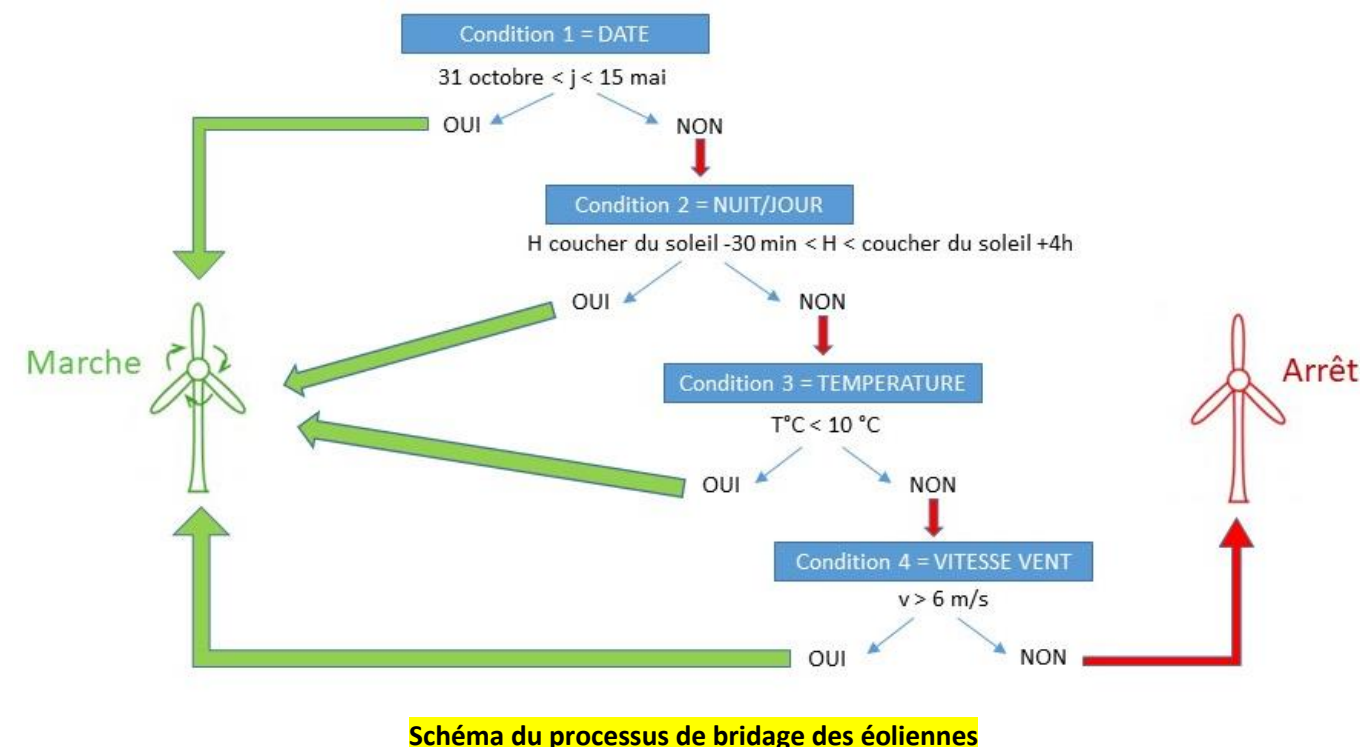 Condition 1 = DATE
31 octobre < j < 15 mai
OUI
NON
Condition 2 = NUIT/JOUR
H coucher du soleil -30 min < H < coucher du soleil +4h
OUI
NON
Marche
Arrêt
Condition 3 = TEMPERATURE
T°C < 10 °C
OUI
NON
Condition 4 = VITESSE VENT
v > 6 m/s
OUI
NON
Schéma du processus de bridage des éoliennes